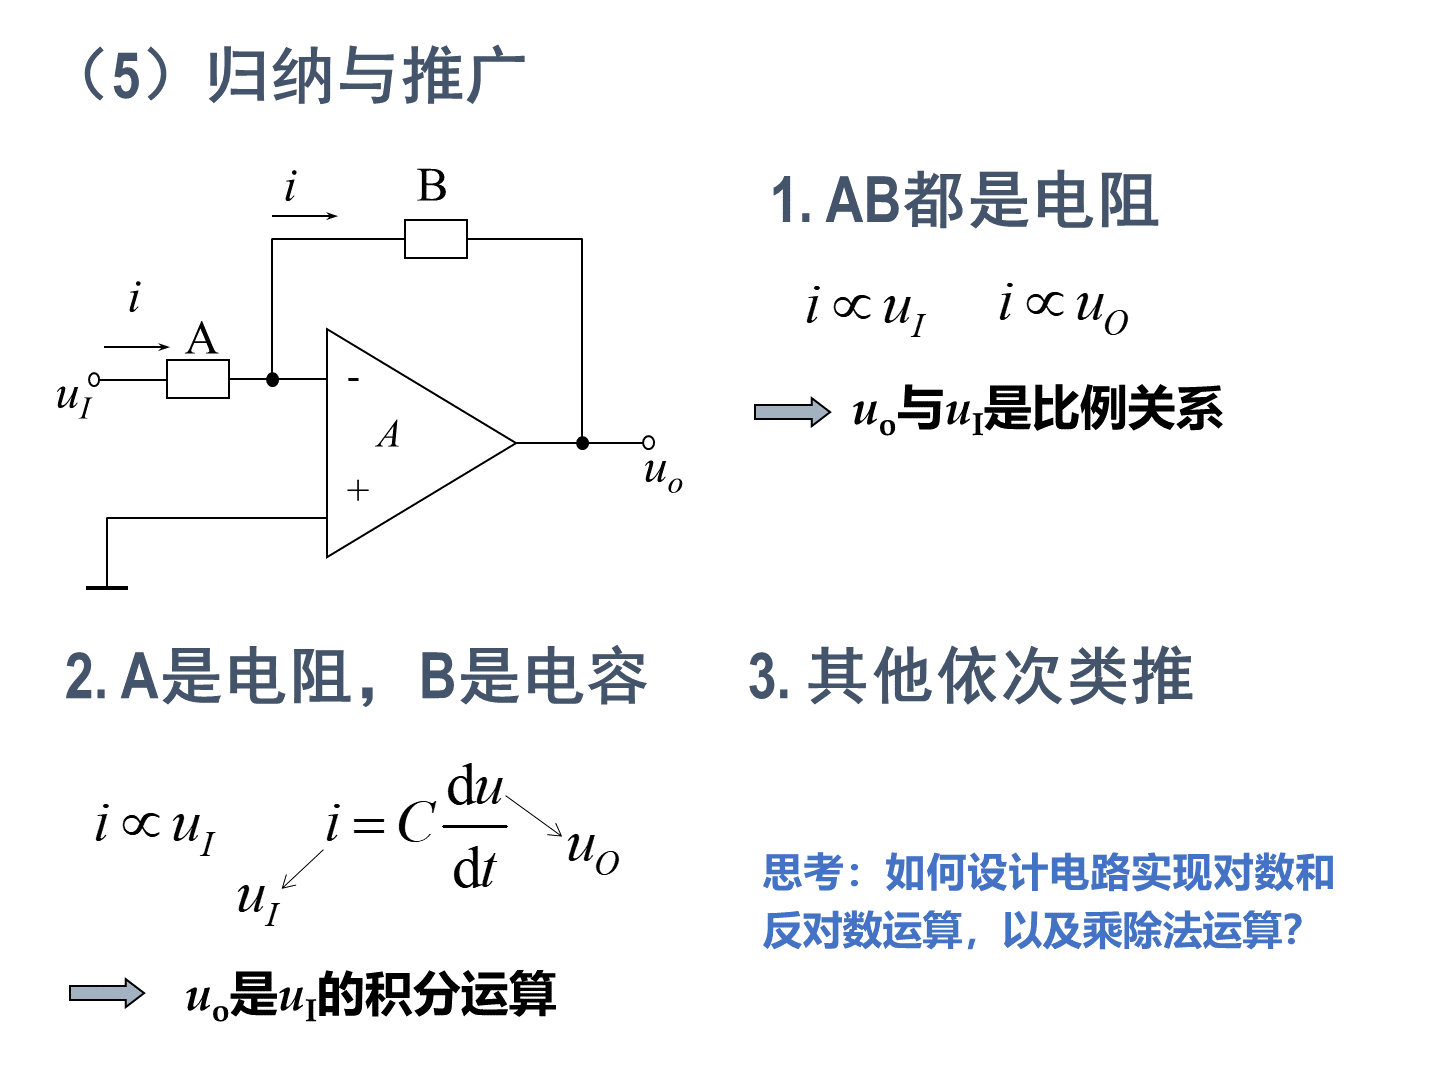 （5）归纳与推广
i
B
i
A
u_I
-
A
+
u_o
1. AB都是电阻
i ∝ u_I i ∝ u_O
u_o与u_I是比例关系
2. A是电阻，B是电容
i ∝ u_I i = C du/dt
u_O
u_I
u_o是u_I的积分运算
3. 其他依次类推
思考：如何设计电路实现对数和
反对数运算，以及乘除法运算？